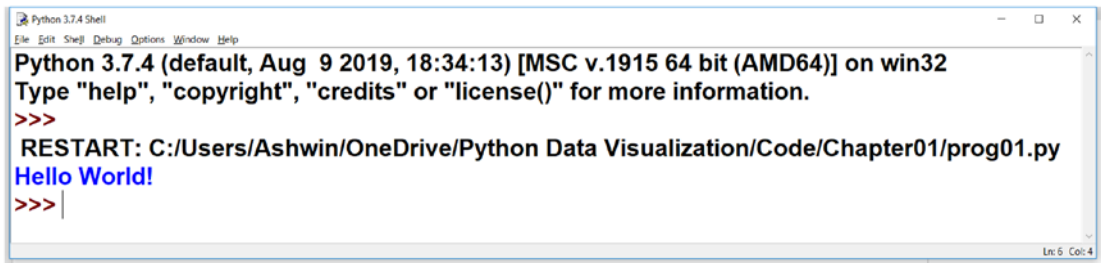 Python 3.7.4 Shell
File Edit Shell Debug Options Window Help
Python 3.7.4 (default, Aug  9 2019, 18:34:13) [MSC v.1915 64 bit (AMD64)] on win32
Type "help", "copyright", "credits" or "license()" for more information.
>>>
RESTART: C:/Users/Ashwin/OneDrive/Python Data Visualization/Code/Chapter01/prog01.py
Hello World!
>>>
Ln: 6 Col: 4